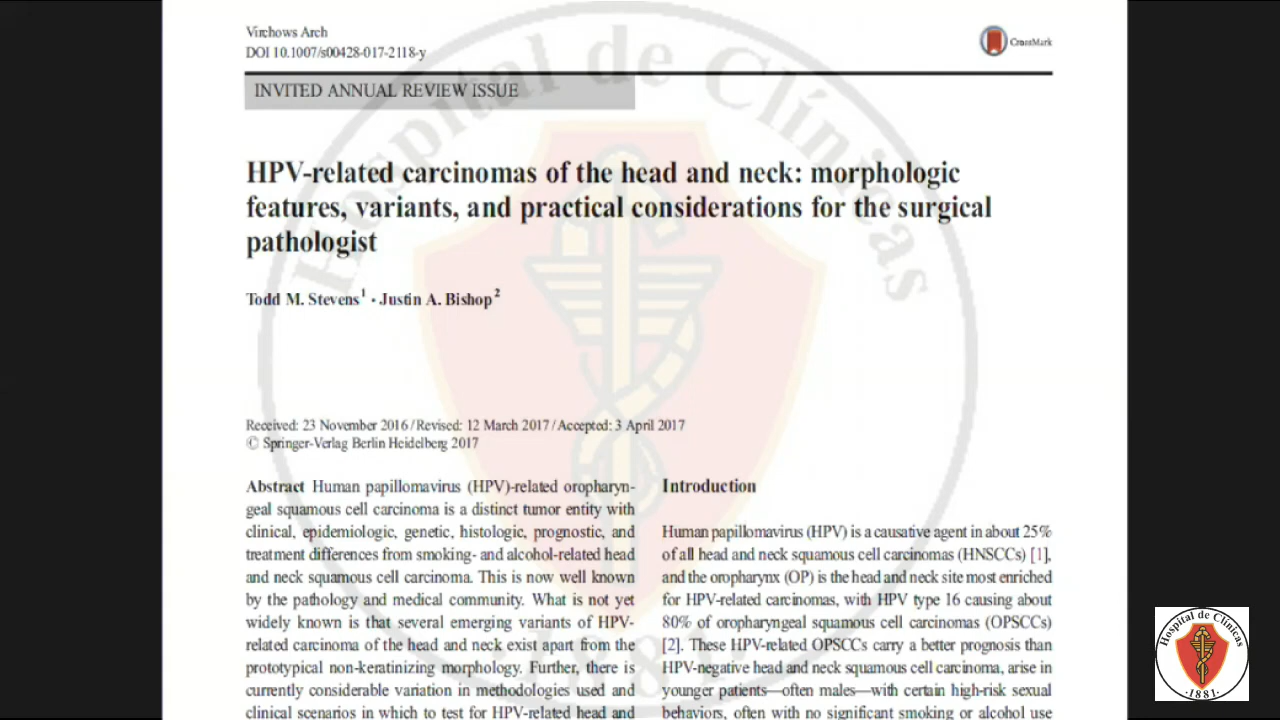 Virchows Arch
DOI 10.1007/s00428-017-2118-y
CrossMark
INVITED ANNUAL REVIEW ISSUE
HPV-related carcinomas of the head and neck: morphologic
features, variants, and practical considerations for the surgical
pathologist
Todd M. Stevens1 · Justin A. Bishop2
Received: 23 November 2016 / Revised: 12 March 2017 / Accepted: 3 April 2017
© Springer-Verlag Berlin Heidelberg 2017
Abstract Human papillomavirus (HPV)-related oropharyn-
geal squamous cell carcinoma is a distinct tumor entity with
clinical, epidemiologic, genetic, histologic, prognostic, and
treatment differences from smoking- and alcohol-related head
and neck squamous cell carcinoma. This is now well known
by the pathology and medical community. What is not yet
widely known is that several emerging variants of HPV-
related carcinoma of the head and neck exist apart from the
prototypical non-keratinizing morphology. Further, there is
currently considerable variation in methodologies used and
clinical scenarios in which to test for HPV-related head and
Introduction
Human papillomavirus (HPV) is a causative agent in about 25%
of all head and neck squamous cell carcinomas (HNSCCs) [1],
and the oropharynx (OP) is the head and neck site most enriched
for HPV-related carcinomas, with HPV type 16 causing about
80% of oropharyngeal squamous cell carcinomas (OPSCCs)
[2]. These HPV-related OPSCCs carry a better prognosis than
HPV-negative head and neck squamous cell carcinoma, arise in
younger patients—often males—with certain high-risk sexual
behaviors, often with no significant smoking or alcohol use
Hospital de Clínicas
1881
Hospital de Clínicas
·1881·